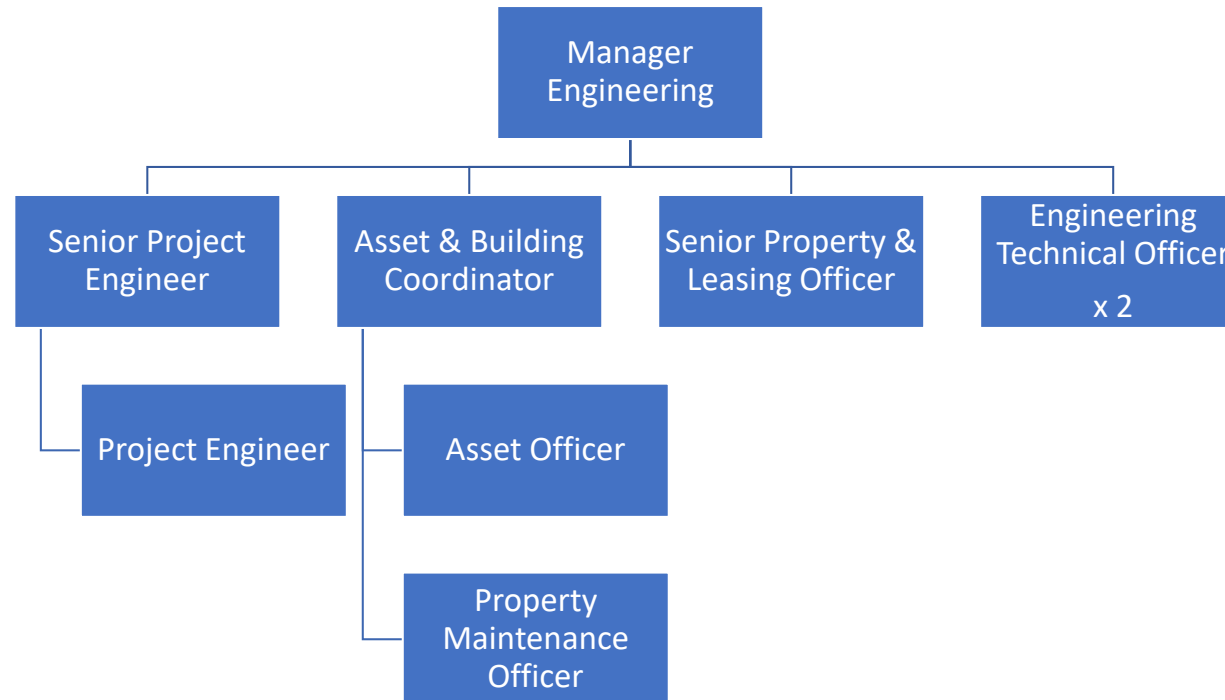 Manager
Engineering
Senior Project
Engineer
Asset & Building
Coordinator
Senior Property &
Leasing Officer
Engineering
Technical Officer
x 2
Project Engineer
Asset Officer
Property
Maintenance
Officer